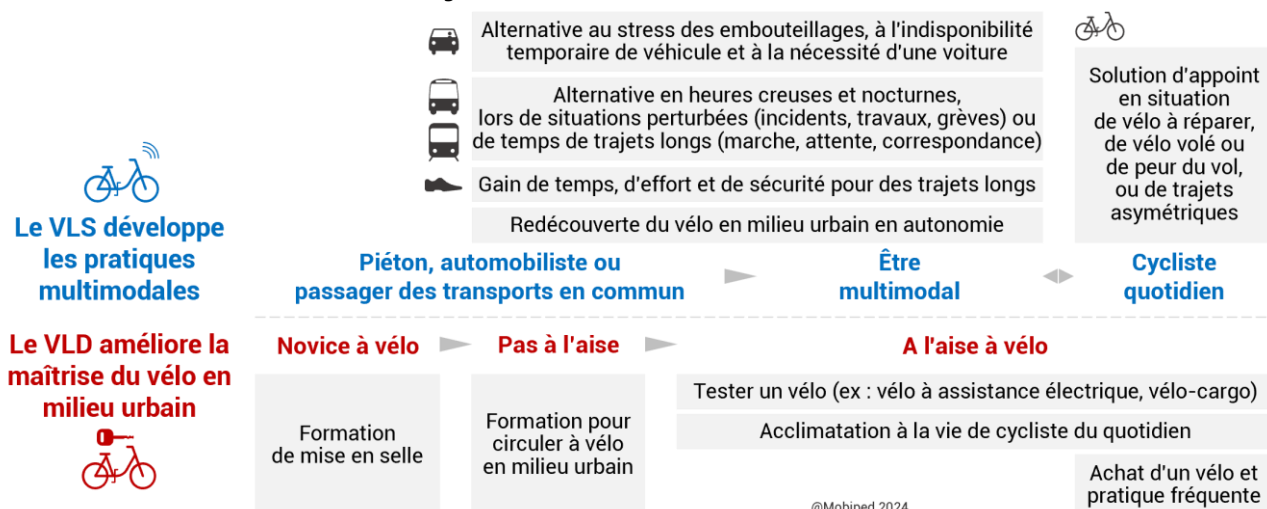 Alternative au stress des embouteillages, à l'indisponibilité
temporaire de véhicule et à la nécessité d'une voiture
Alternative en heures creuses et nocturnes,
lors de situations perturbées (incidents, travaux, grèves) ou
de temps de trajets longs (marche, attente, correspondance)
Gain de temps, d'effort et de sécurité pour des trajets longs
Redécouverte du vélo en milieu urbain en autonomie
Solution d'appoint
en situation
de vélo à réparer,
de vélo volé ou
de peur du vol,
ou de trajets
asymétriques
Le VLS développe
les pratiques
multimodales
Piéton, automobiliste ou
passager des transports en commun
Être
multimodal
Cycliste
quotidien
Le VLD améliore la
maîtrise du vélo en
milieu urbain
Novice à vélo
Pas à l'aise
A l'aise à vélo
Formation
de mise en selle
Formation pour
circuler à vélo
en milieu urbain
Tester un vélo (ex : vélo à assistance électrique, vélo-cargo)
Acclimatation à la vie de cycliste du quotidien
Achat d'un vélo et
pratique fréquente
@Mobiped 2024